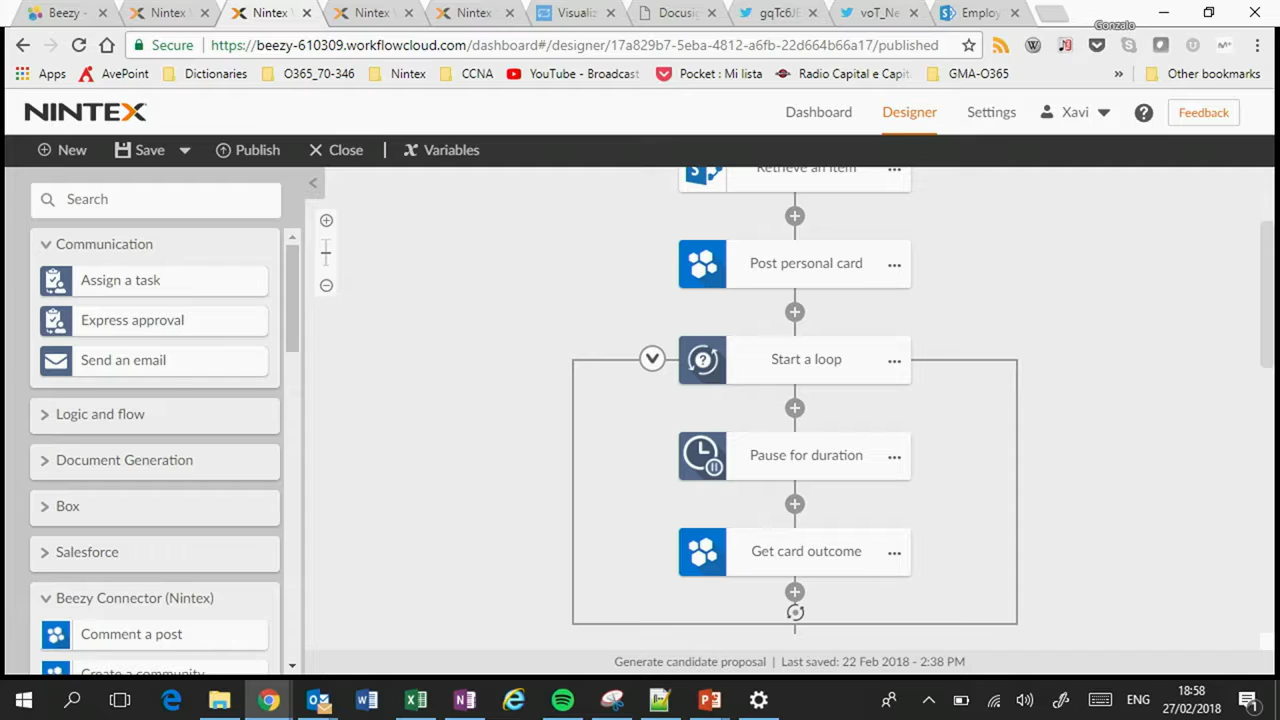 Beezy -
Nintex
Nintex
Nintex
Nintex
Visualiz
Docusig
gqTc6JE
voT_Ne
Employ
Gonzalo
Secure
https://beezy-610309.workflowcloud.com/dashboard#/designer/17a829b7-5eba-4812-a6fb-22d664b66a17/published
Apps
AvePoint
Dictionaries
O365_70-346
Nintex
CCNA
YouTube - Broadcast
Pocket : Mi lista
Radio Capital e Capit
GMA-O365
»
Other bookmarks
NINTEX
Dashboard
Designer
Settings
Xavi
Feedback
New
Save
Publish
Close
Variables
Search
Communication
Assign a task
Express approval
Send an email
Logic and flow
Document Generation
Box
Salesforce
Beezy Connector (Nintex)
Comment a post
Create a community
Retrieve an item
Post personal card
Start a loop
Pause for duration
Get card outcome
Generate candidate proposal | Last saved: 22 Feb 2018 - 2:38 PM
ENG
18:58
27/02/2018
1